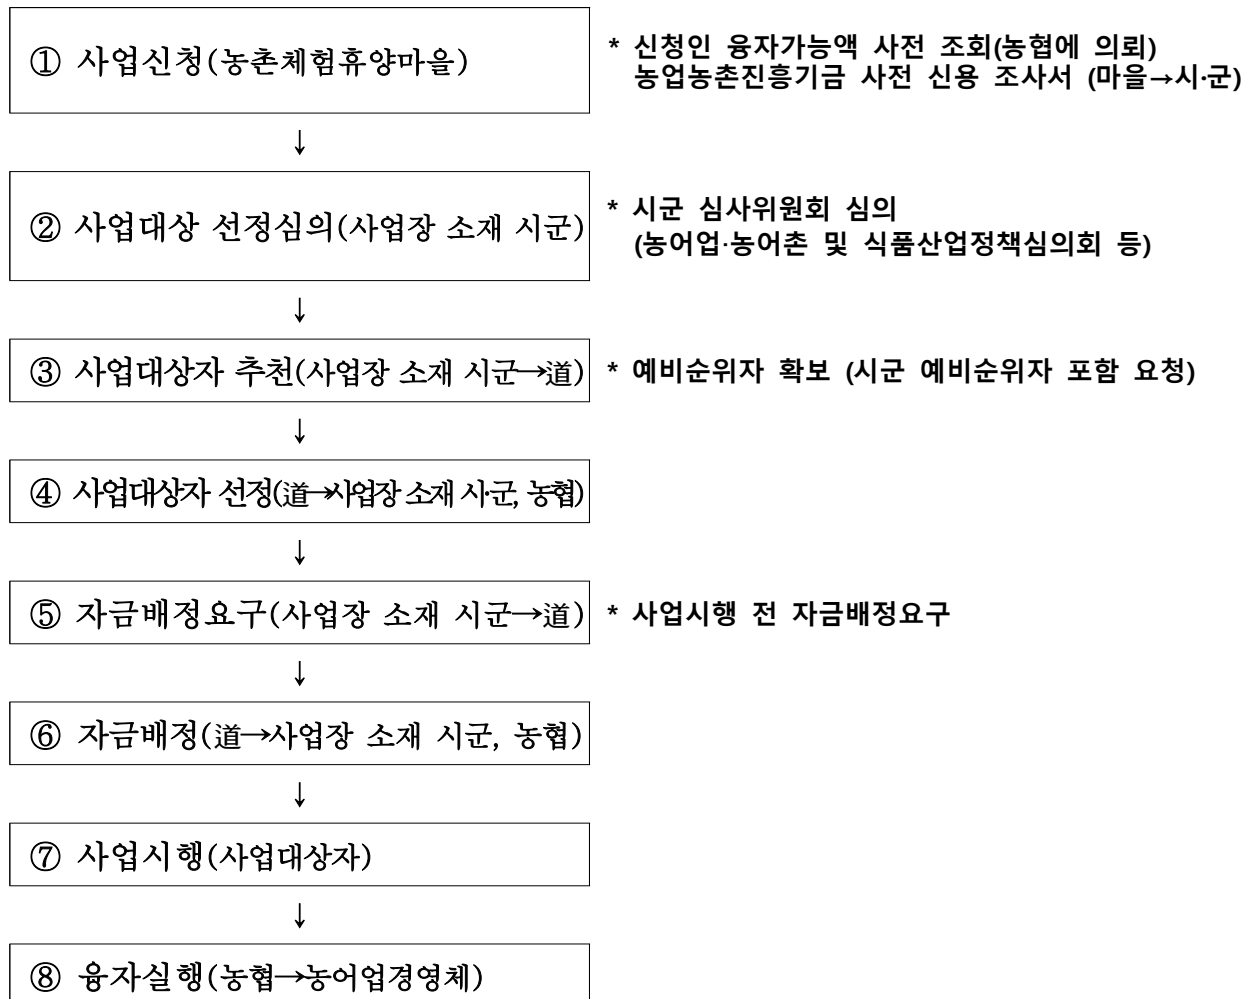 ① 사업신청(농촌체험휴양마을)
* 신청인 융자가능액 사전 조회(농협에 의뢰)
농업농촌진흥기금 사전 신용 조사서 (마을→시·군)
↓
② 사업대상 선정심의(사업장 소재 시군)
* 시군 심사위원회 심의
(농어업·농어촌 및 식품산업정책심의회 등)
↓
③ 사업대상자 추천(사업장 소재 시군→道)
* 예비순위자 확보 (시군 예비순위자 포함 요청)
↓
④ 사업대상자 선정(道→사업장 소재 시·군, 농협)
↓
⑤ 자금배정요구(사업장 소재 시군→道)
* 사업시행 전 자금배정요구
↓
⑥ 자금배정(道→사업장 소재 시군, 농협)
↓
⑦ 사업시행(사업대상자)
↓
⑧ 융자실행(농협→농어업경영체)